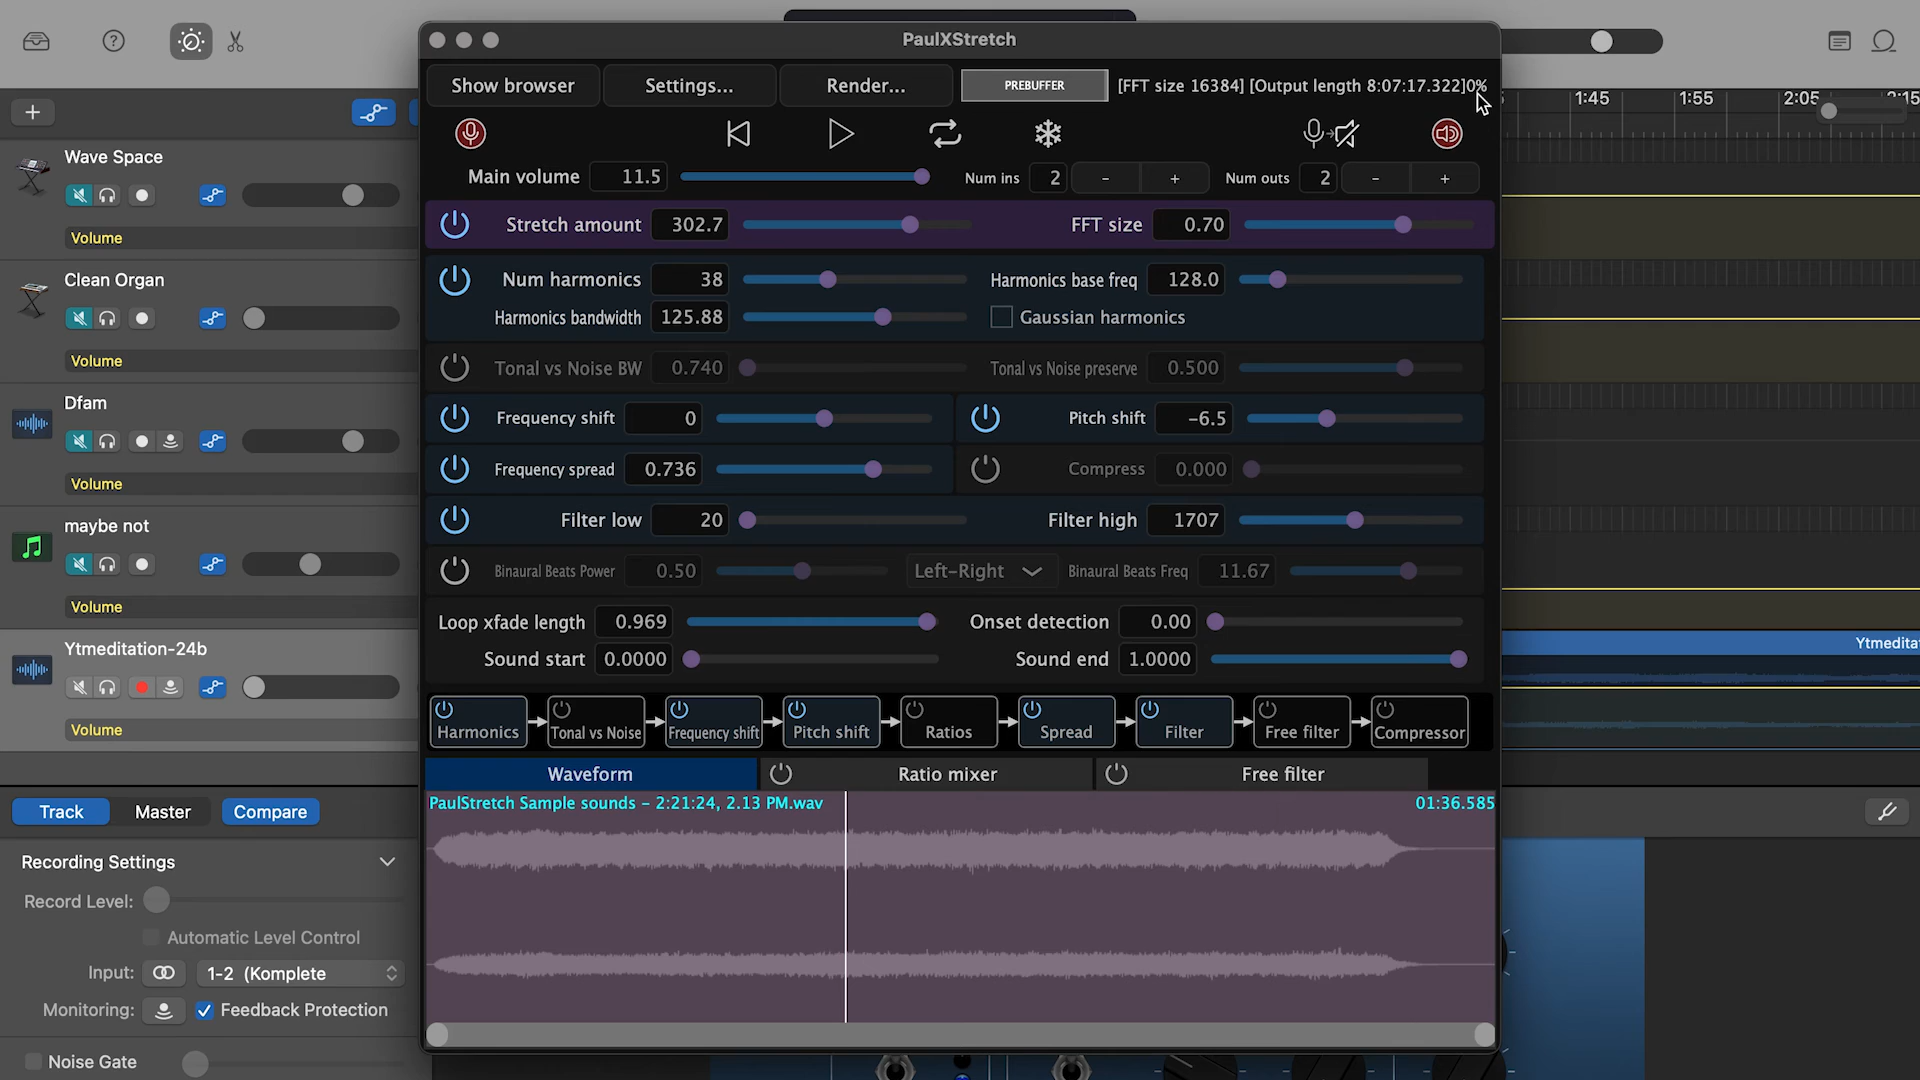 PaulXStretch
Show browser
Settings...
Render...
PREBUFFER
[FFT size 16384] [Output length 8:07:17.322]0%
1:45
1:55
2:05
2:15
Main volume 11.5
Num ins 2 - +
Num outs 2 - +
Stretch amount 302.7
FFT size 0.70
Num harmonics 38
Harmonics base freq 128.0
Harmonics bandwidth 125.88
Gaussian harmonics
Tonal vs Noise BW 0.740
Tonal vs Noise preserve 0.500
Frequency shift 0
Pitch shift -6.5
Frequency spread 0.736
Compress 0.000
Filter low 20
Filter high 1707
Binaural Beats Power 0.50
Left-Right
Binaural Beats Freq 11.67
Loop xfade length 0.969
Onset detection 0.00
Sound start 0.0000
Sound end 1.0000
Harmonics
Tonal vs Noise
Frequency shift
Pitch shift
Ratios
Spread
Filter
Free filter
Compressor
Waveform
Ratio mixer
Free filter
PaulStretch Sample sounds - 2:21:24, 2.13 PM.wav
01:36.585
Wave Space
Volume
Clean Organ
Volume
Dfam
Volume
maybe not
Volume
Ytmeditation-24b
Volume
Ytmeditat
Track
Master
Compare
Recording Settings
Record Level:
Automatic Level Control
Input: 1-2 (Komplete
Monitoring: Feedback Protection
Noise Gate